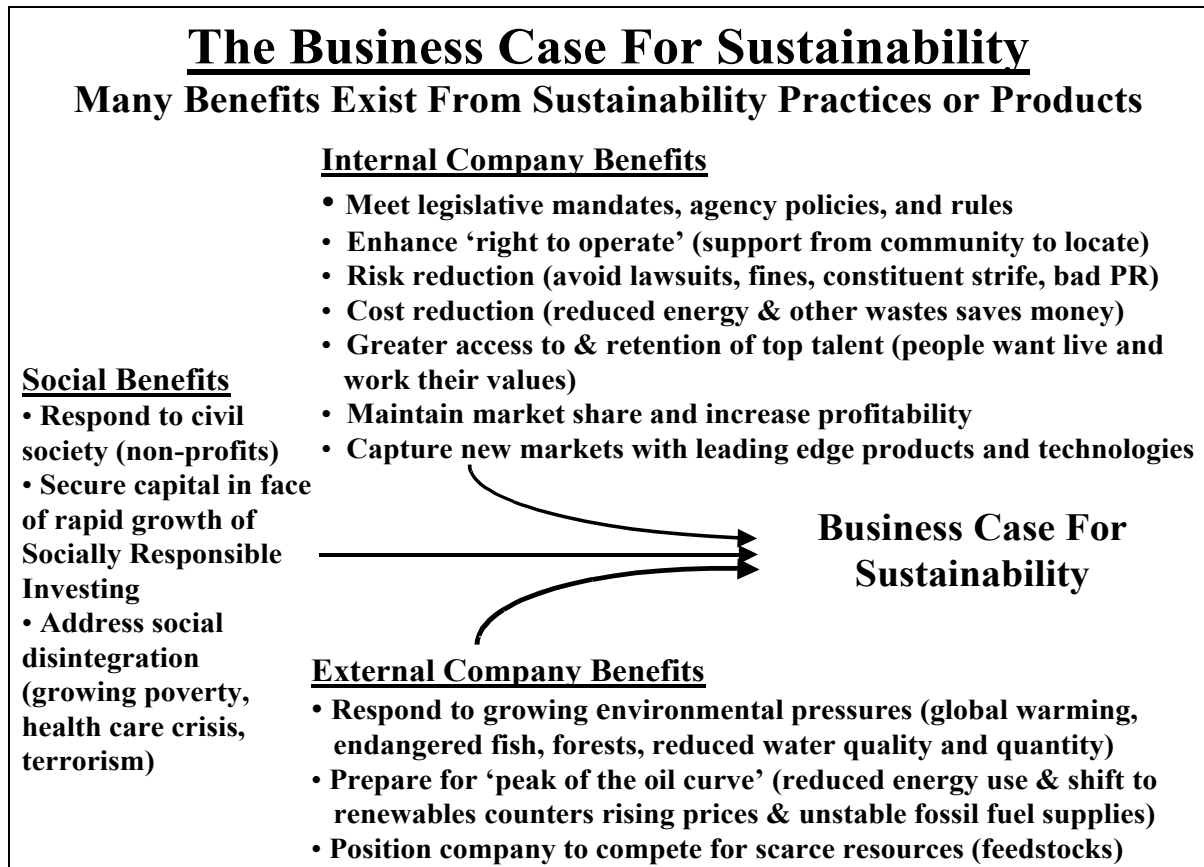 The Business Case For Sustainability
Many Benefits Exist From Sustainability Practices or Products
Internal Company Benefits
• Meet legislative mandates, agency policies, and rules
• Enhance ‘right to operate’ (support from community to locate)
• Risk reduction (avoid lawsuits, fines, constituent strife, bad PR)
• Cost reduction (reduced energy & other wastes saves money)
• Greater access to & retention of top talent (people want live and
work their values)
• Maintain market share and increase profitability
• Capture new markets with leading edge products and technologies
Social Benefits
• Respond to civil
society (non-profits)
• Secure capital in face
of rapid growth of
Socially Responsible
Investing
• Address social
disintegration
(growing poverty,
health care crisis,
terrorism)
Business Case For
Sustainability
External Company Benefits
• Respond to growing environmental pressures (global warming,
endangered fish, forests, reduced water quality and quantity)
• Prepare for ‘peak of the oil curve’ (reduced energy use & shift to
renewables counters rising prices & unstable fossil fuel supplies)
• Position company to compete for scarce resources (feedstocks)